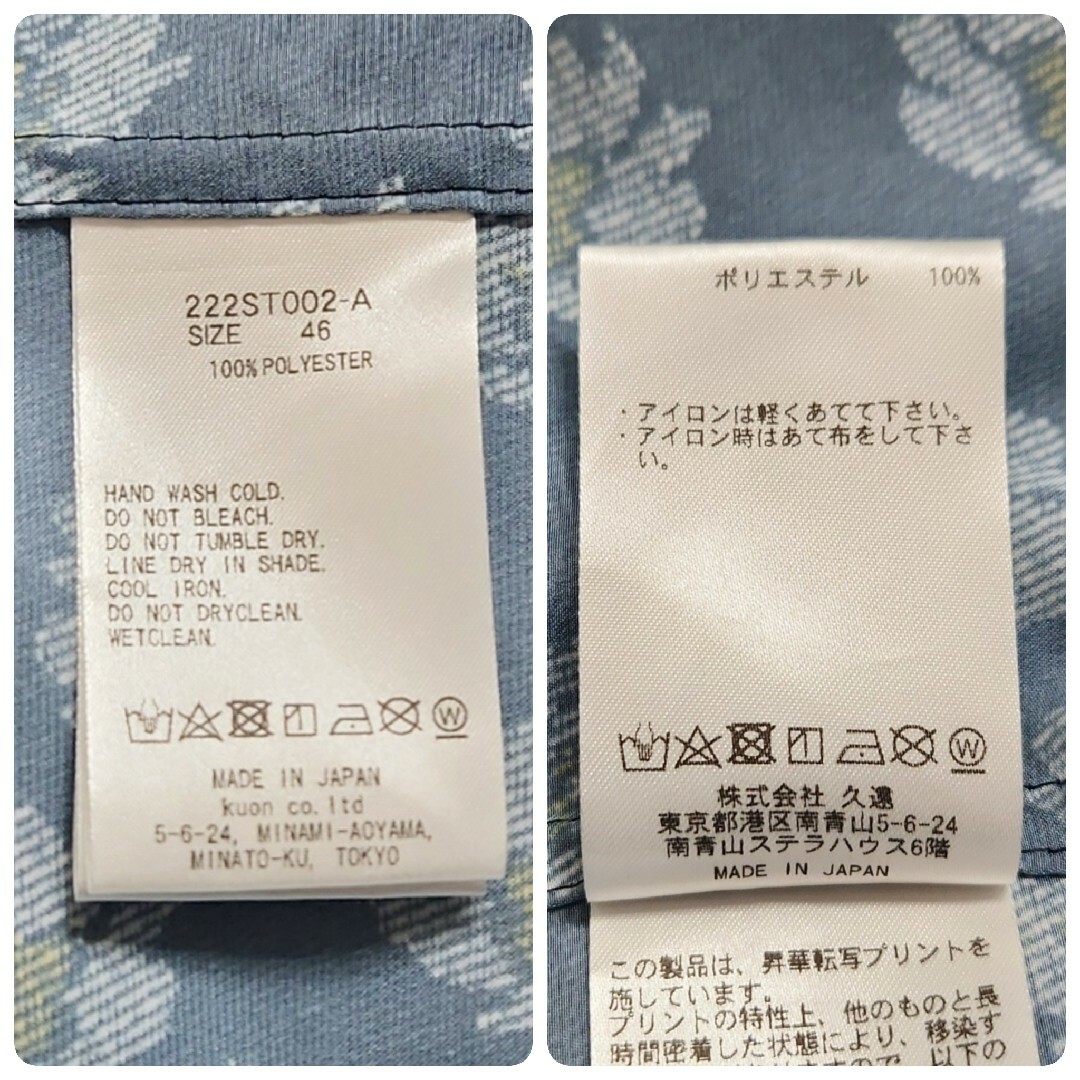 222ST002-A
SIZE 46
100% POLYESTER
HAND WASH COLD.
DO NOT BLEACH.
DO NOT TUMBLE DRY.
LINE DRY IN SHADE.
COOL IRON.
DO NOT DRYCLEAN.
WETCLEAN.
W
MADE IN JAPAN
kuon co.ltd
5-6-24, MINAMI-AOYAMA,
MINATO-KU, TOKYO
ポリエステル 100%
・アイロンは軽くあてて下さい。
・アイロン時はあて布をして下さ
い。
W
株式会社 久遠
東京都港区南青山5-6-24
南青山ステラハウス6階
MADE IN JAPAN
この製品は、昇華転写プリントを
施しています。
プリントの特性上、他のものと長
時間密着した状態により、移染す
ますので、以下の